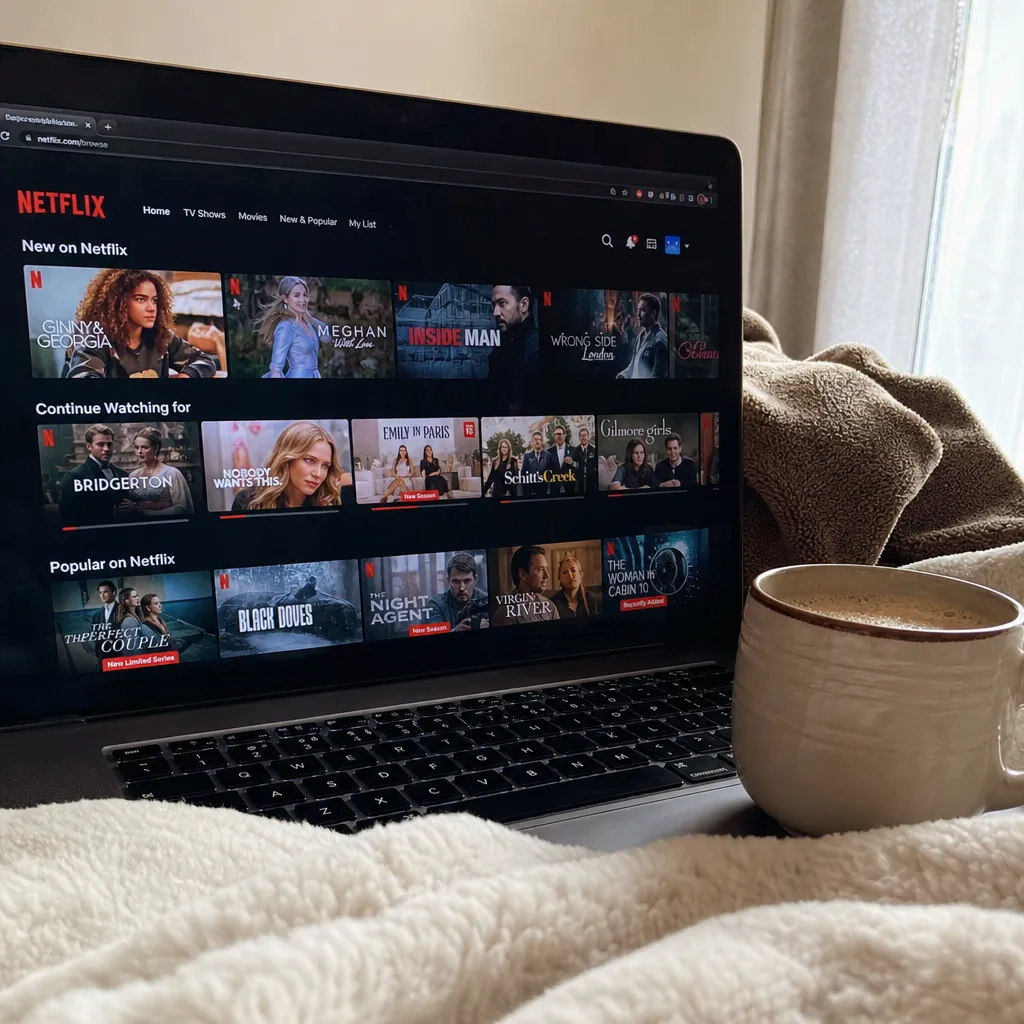 netflix.com/browse
NETFLIX
Home TV Shows Movies New & Popular My List
New on Netflix
GINNY &
GEORGIA
MEGHAN
With Love
INSIDE MAN
WRONG SIDE
London
Continue Watching for
BRIDGERTON
NOBODY
WANTS THIS.
EMILY IN PARIS
New Season
Schitt's Creek
Gilmore girls
Popular on Netflix
THE
THPERFECT
COUPLE
New Limited Series
BLACK DOVES
THE
NIGHT
AGENT
New Season
VIRGIN
RIVER
THE
WOMAN IN
CABIN 10
Recently Added
Q W E R T Y U I O P
A S D F G H J K L
Z X C V B N M